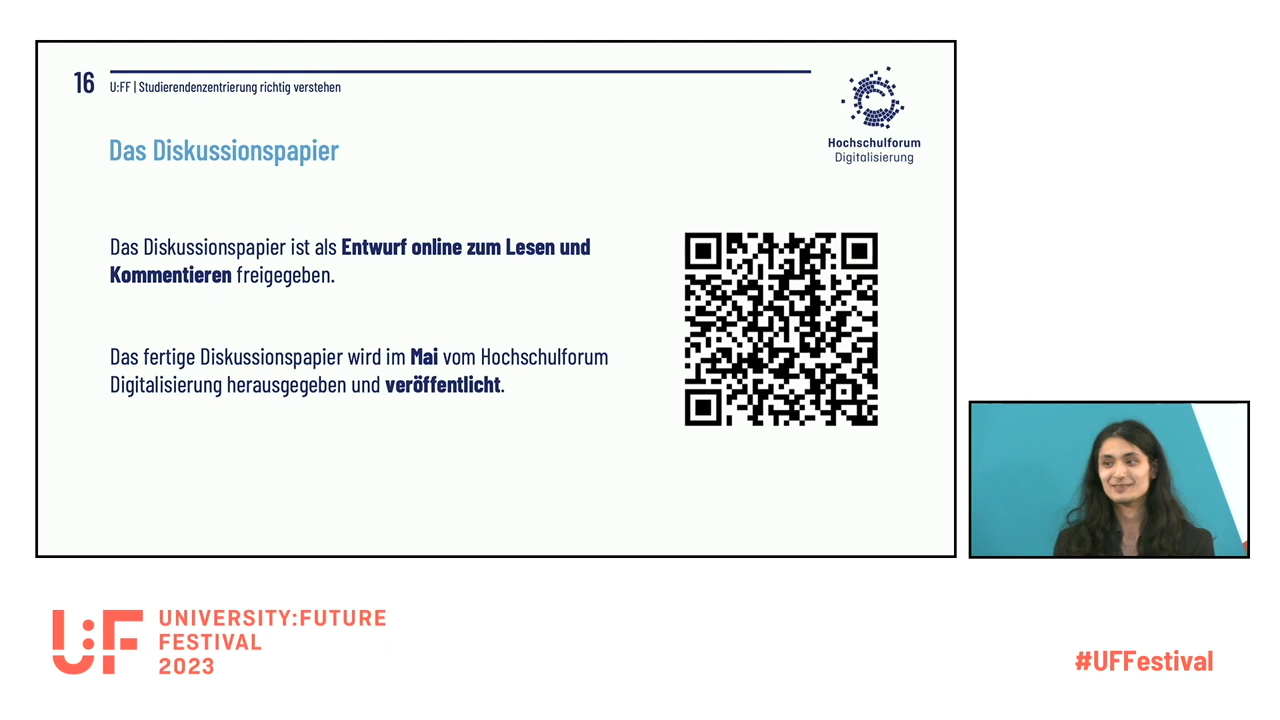 16
U:FF | Studierendenzentrierung richtig verstehen
Hochschulforum
Digitalisierung
Das Diskussionspapier
Das Diskussionspapier ist als Entwurf online zum Lesen und
Kommentieren freigegeben.
Das fertige Diskussionspapier wird im Mai vom Hochschulforum
Digitalisierung herausgegeben und veröffentlicht.
U:F
UNIVERSITY:FUTURE
FESTIVAL
2023
#UFFestival